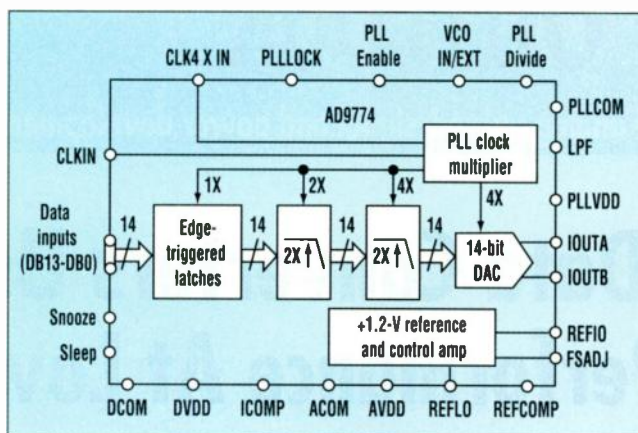 PLL
Enable
VCO
IN/EXT
PLL
Divide
CLK4 X IN
PLLLOCK
AD9774
PLLCOM
PLL clock
multiplier
LPF
CLKIN
1X
2X
4X
4X
PLLVDD
Data
inputs
(DB13-DB0)
14
Edge-
triggered
latches
14
2X
14
2X
14
14-bit
DAC
IOUTA
IOUTB
Snooze
+1.2-V reference
and control amp
REFIO
Sleep
FSADJ
DCOM
DVDD
ICOMP
ACOM
AVDD
REFLO
REFCOMP